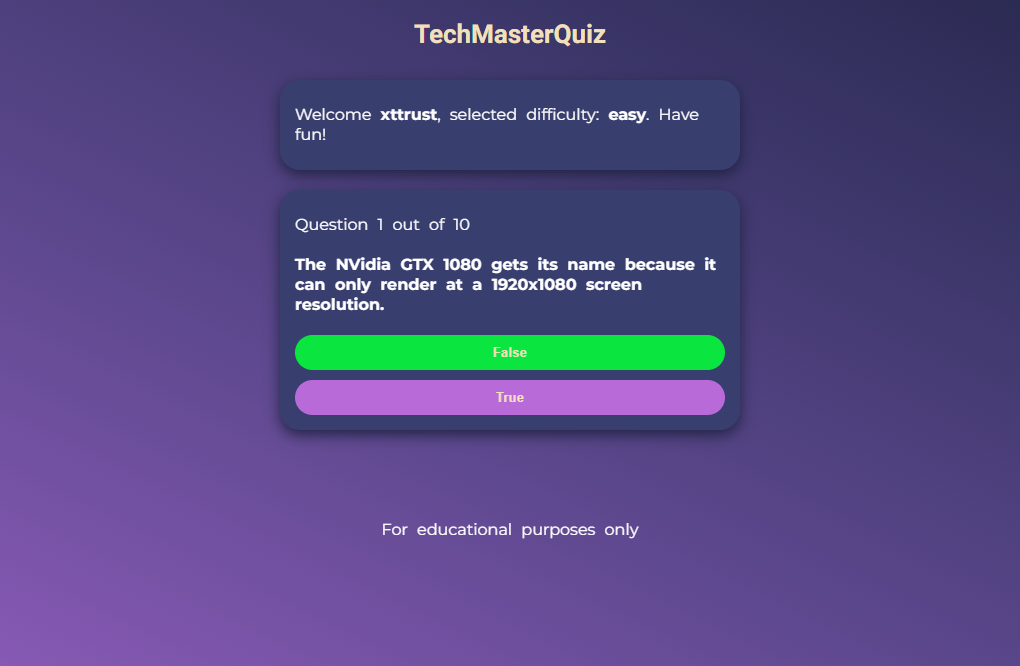 TechMasterQuiz
Welcome xttrust, selected difficulty: easy. Have
fun!
Question 1 out of 10
The NVidia GTX 1080 gets its name because it
can only render at a 1920x1080 screen
resolution.
False
True
For educational purposes only